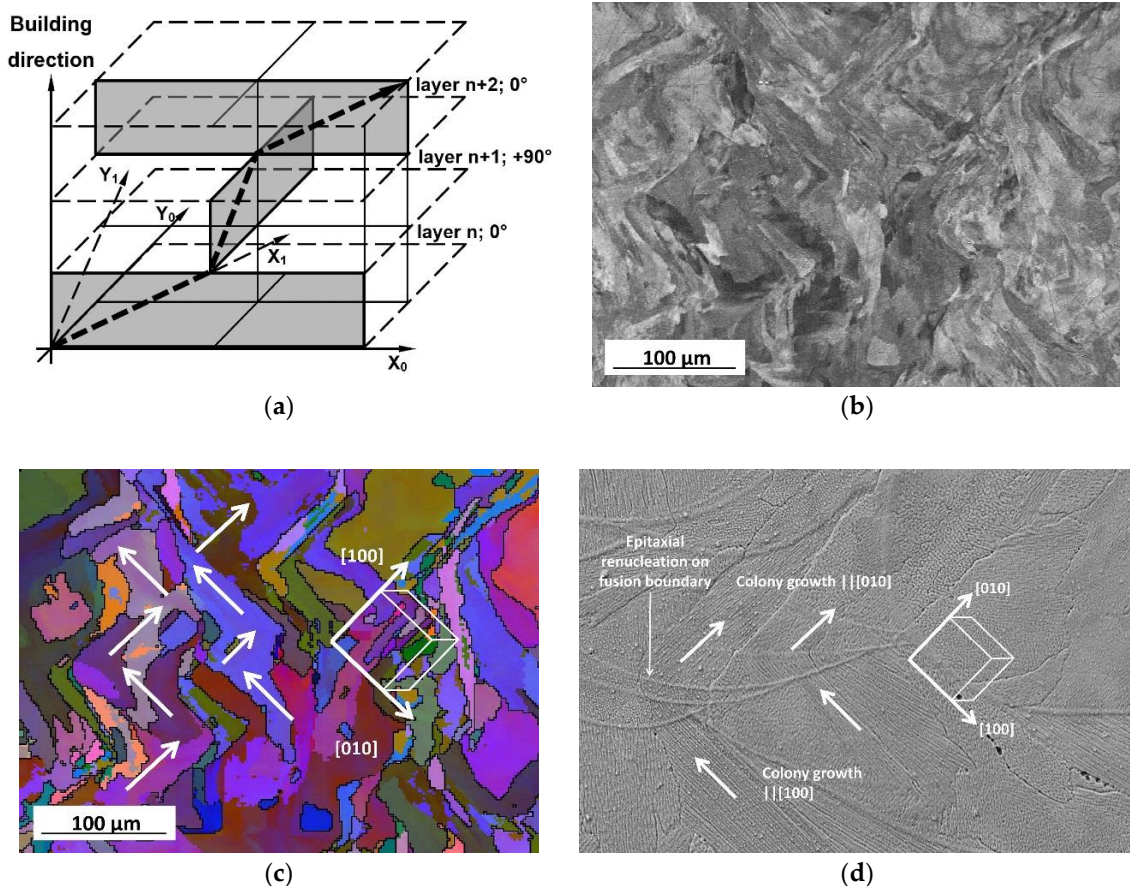 Building
direction
layer n+2; 0°
layer n+1; +90°
Y₁
Y₀
layer n; 0°
X₁
X₀
(a)
100 µm
(b)
[100]
[010]
100 µm
(c)
Epitaxial
renucleation on
fusion boundary
Colony growth |||[010]
[010]
[100]
Colony growth
||[100]
(d)